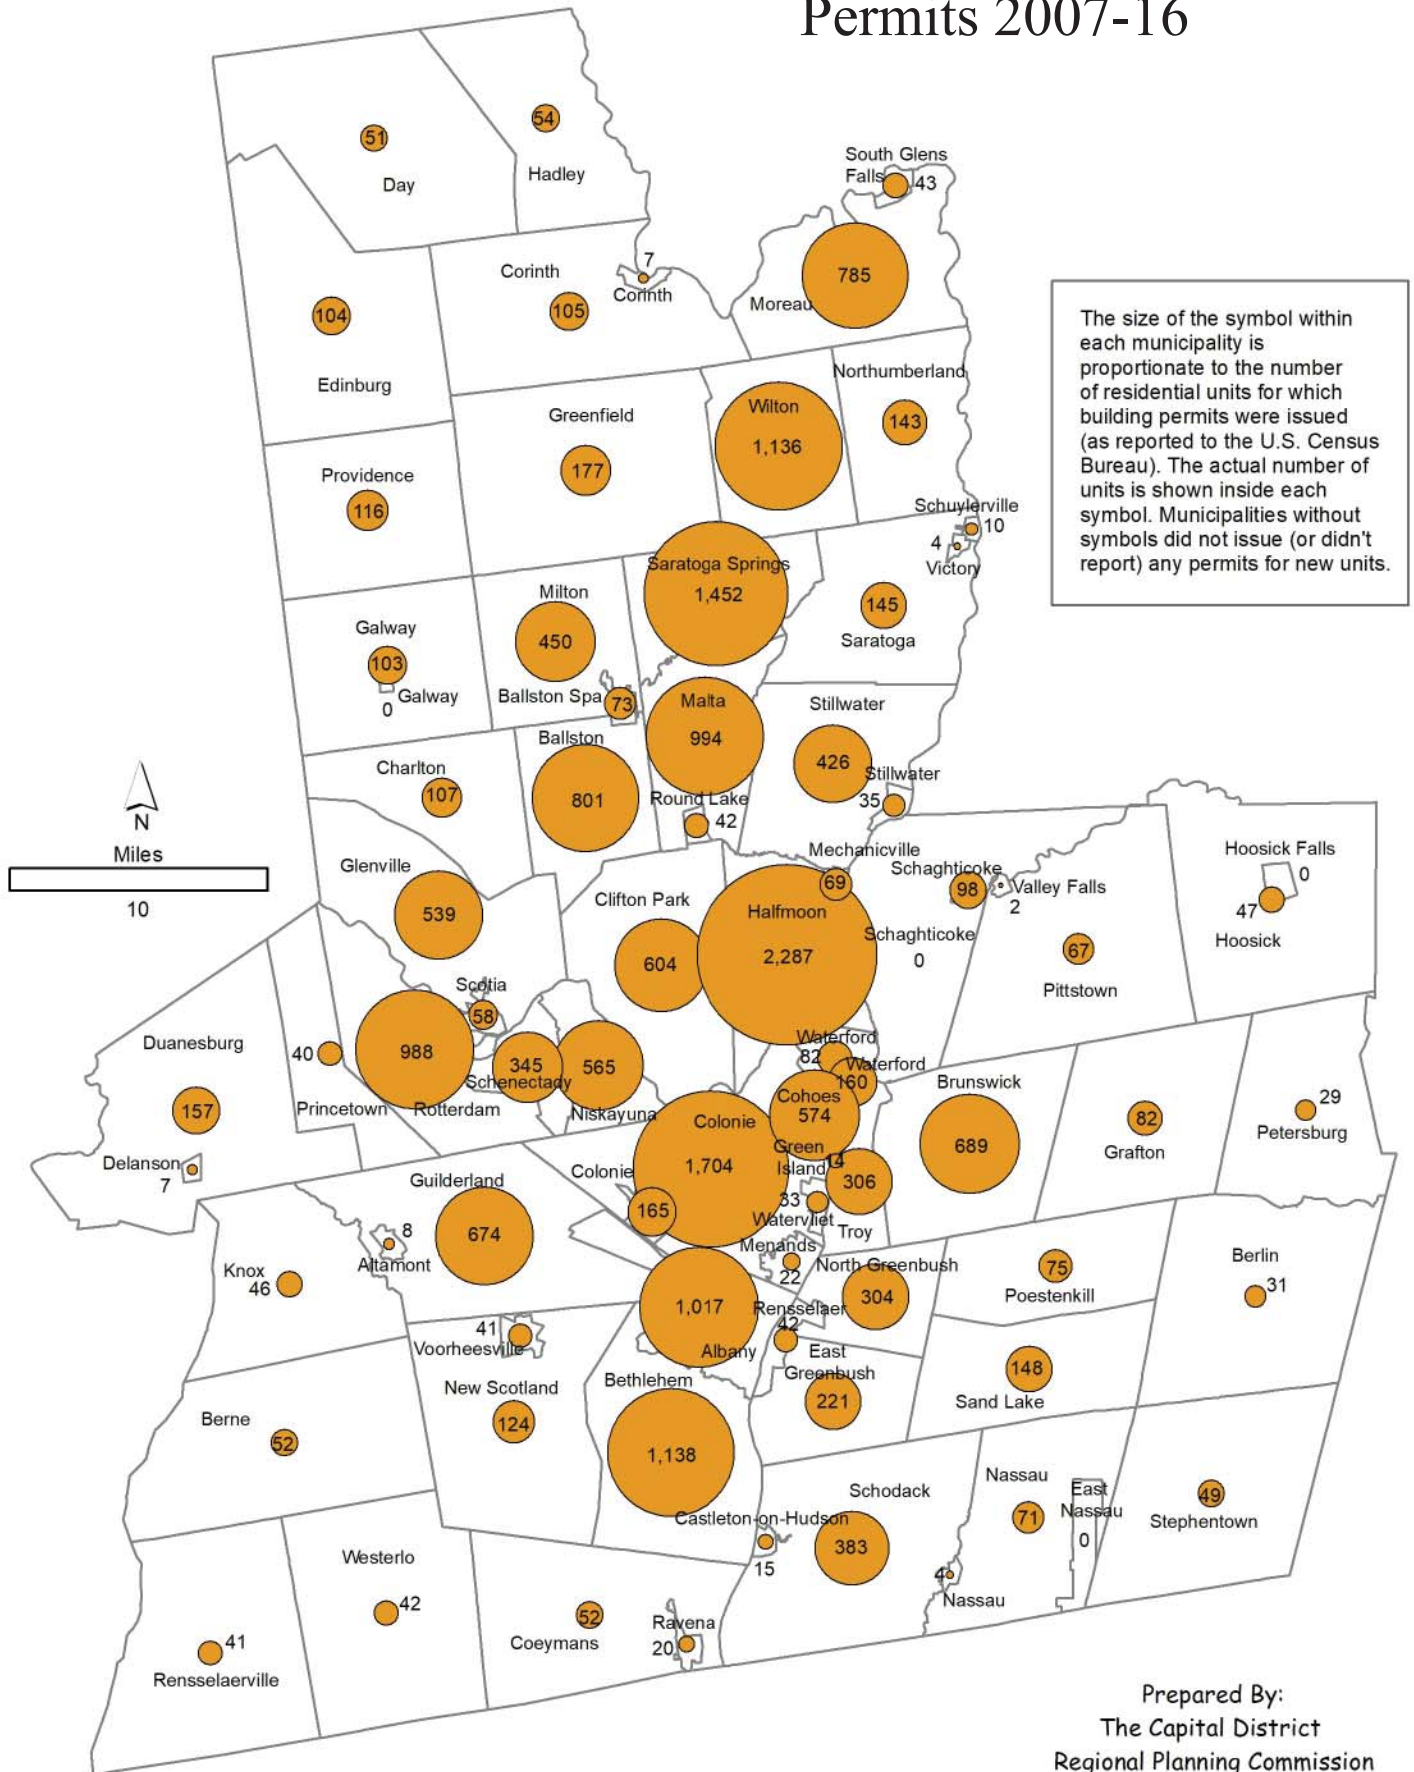 Permits 2007-16
51
Day
54
Hadley
South Glens
Falls
43
785
Moreau
Corinth
105
7
Corinth
104
Edinburg
The size of the symbol within
each municipality is
proportionate to the number
of residential units for which
building permits were issued
(as reported to the U.S. Census
Bureau). The actual number of
units is shown inside each
symbol. Municipalities without
symbols did not issue (or didn't
report) any permits for new units.
Northumberland
143
Wilton
1,136
Greenfield
177
Providence
116
Schuylerville
10
4
Victory
Saratoga Springs
1,452
145
Saratoga
Milton
450
Galway
103
Galway
0
Ballston Spa
73
Malta
994
Stillwater
426
Stillwater
35
Ballston
801
Charlton
107
Round Lake
42
N
Miles
10
Glenville
539
Mechanicville
69
Halfmoon
2,287
Clifton Park
604
Schaghticoke
98
Valley Falls
2
Schaghticoke
0
67
Pittstown
Hoosick Falls
0
47
Hoosick
Scotia
58
988
Rotterdam
345
Schenectady
565
Niskayuna
Duanesburg
157
40
Princetown
Delanson
7
Waterford
82
Waterford
160
Cohoes
574
Brunswick
689
82
Grafton
29
Petersburg
Colonie
1,704
Colonie
165
Green
Island
14
306
Troy
33
Watervliet
Menands
22
Guilderland
674
8
Altamont
Knox
46
North Greenbush
304
75
Poestenkill
Berlin
31
1,017
Albany
Rensselaer
42
East
Greenbush
221
148
Sand Lake
41
Voorheesville
New Scotland
124
Bethlehem
1,138
Berne
52
Castleton-on-Hudson
15
Schodack
383
Nassau
71
East
Nassau
0
4
Nassau
49
Stephentown
Westerlo
42
41
Rensselaerville
52
Coeymans
Ravena
20
Prepared By:
The Capital District
Regional Planning Commission